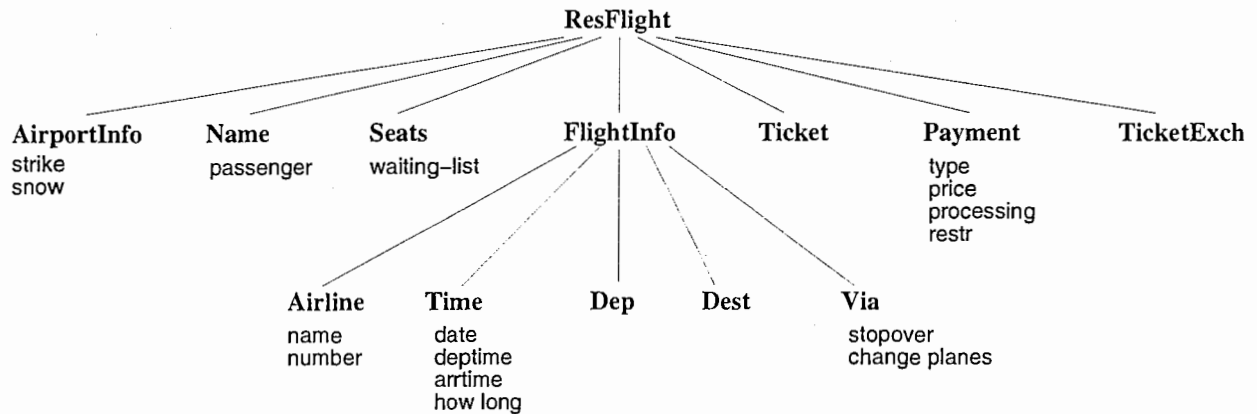 ResFlight
AirportInfo
strike
snow
Name
passenger
Seats
waiting–list
FlightInfo
Ticket
Payment
type
price
processing
restr
TicketExch
Airline
name
number
Time
date
deptime
arrtime
how long
Dep
Dest
Via
stopover
change planes